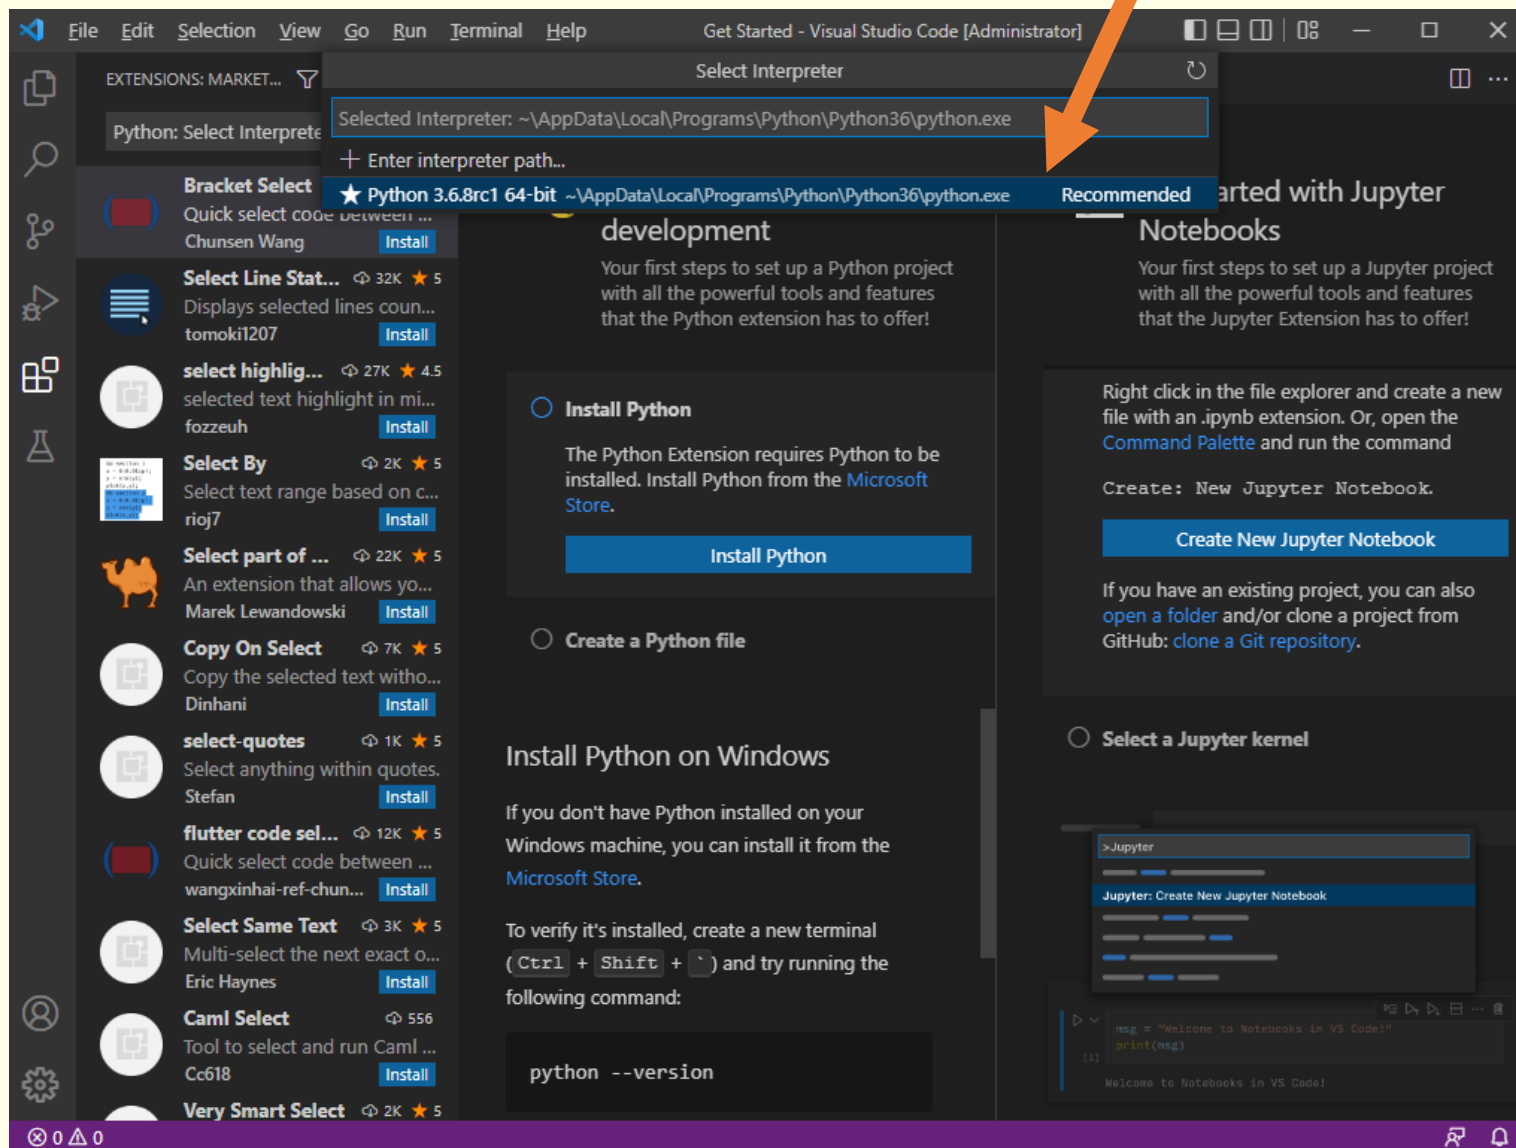 File Edit Selection View Go Run Terminal Help
Get Started - Visual Studio Code [Administrator]
EXTENSIONS: MARKET...
Python: Select Interprete
Select Interpreter
Selected Interpreter: ~\AppData\Local\Programs\Python\Python36\python.exe
+ Enter interpreter path...
★ Python 3.6.8rc1 64-bit ~\AppData\Local\Programs\Python\Python36\python.exe Recommended
Bracket Select
Quick select code between ...
Chunsen Wang Install
Select Line Stat... 32K ★ 5
Displays selected lines coun...
tomoki1207 Install
select highlig... 27K ★ 4.5
selected text highlight in mi...
fozzeuh Install
Select By 2K ★ 5
Select text range based on c...
rioj7 Install
Select part of ... 22K ★ 5
An extension that allows yo...
Marek Lewandowski Install
Copy On Select 7K ★ 5
Copy the selected text witho...
Dinhani Install
select-quotes 1K ★ 5
Select anything within quotes.
Stefan Install
flutter code sel... 12K ★ 5
Quick select code between ...
wangxinhai-ref-chun... Install
Select Same Text 3K ★ 5
Multi-select the next exact o...
Eric Haynes Install
Caml Select 556
Tool to select and run Caml ...
Cc618 Install
Very Smart Select 2K ★ 5
development
Your first steps to set up a Python project
with all the powerful tools and features
that the Python extension has to offer!
Install Python
The Python Extension requires Python to be
installed. Install Python from the Microsoft
Store.
Install Python
Create a Python file
Install Python on Windows
If you don't have Python installed on your
Windows machine, you can install it from the
Microsoft Store.
To verify it's installed, create a new terminal
(Ctrl + Shift + `) and try running the
following command:
python --version
arted with Jupyter
Notebooks
Your first steps to set up a Jupyter project
with all the powerful tools and features
that the Jupyter Extension has to offer!
Right click in the file explorer and create a new
file with an .ipynb extension. Or, open the
Command Palette and run the command
Create: New Jupyter Notebook.
Create New Jupyter Notebook
If you have an existing project, you can also
open a folder and/or clone a project from
GitHub: clone a Git repository.
Select a Jupyter kernel
>Jupyter
Jupyter: Create New Jupyter Notebook
msg = "Welcome to Notebooks in VS Code!"
print(msg)
[1]
Welcome to Notebooks in VS Code!
0 0